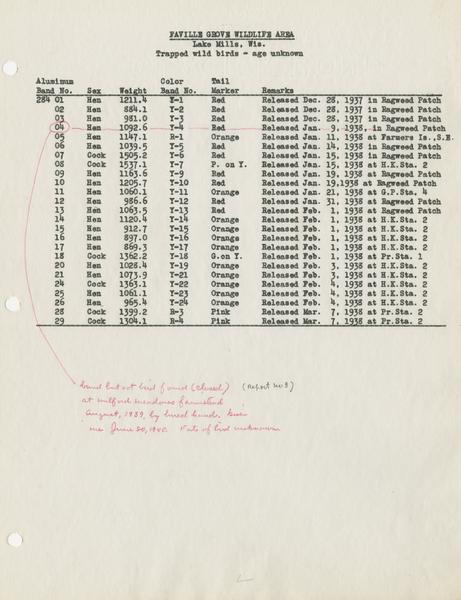 FAVILLE GROVE WILDLIFE AREA
Lake Mills, Wis.
Trapped wild birds - age unknown
Aluminum Color Tail
Band No. Sex Weight Band No. Marker Remarks
284 01 Hen 1211.4 Y-1 Red Released Dec. 28, 1937 in Ragweed Patch
02 Hen 884.1 Y-2 Red Released Dec. 28, 1937 in Ragweed Patch
03 Hen 981.0 Y-3 Red Released Dec. 28, 1937 in Ragweed Patch
04 Hen 1092.6 Y-4 Red Released Jan. 9, 1938, in Ragweed Patch
05 Hen 1147.1 R-1 Orange Released Jan. 11, 1938 at Farmers Is.,S.E.
06 Hen 1039.5 Y-5 Red Released Jan. 14, 1938 in Ragweed Patch
07 Cock 1505.2 Y-6 Red Released Jan. 15, 1938 in Ragweed Patch
08 Cock 1537.1 Y-7 P. on Y. Released Jan. 15, 1938 at H.K.Sta. 2
09 Hen 1163.6 Y-9 Red Released Jan. 19, 1938 at Ragweed Patch
10 Hen 1205.7 Y-10 Red Released Jan. 19,1938 at Ragweed Patch
11 Hen 1060.1 Y-11 Orange Released Jan. 21, 1938 at G.P.Sta. 4
12 Hen 986.6 Y-12 Red Released Jan. 31, 1938 at Ragweed Patch
13 Hen 1063.5 Y-13 Red Released Feb. 1, 1938 at Ragweed Patch
14 Hen 1120.4 Y-14 Orange Released Feb. 1, 1938 at H.K.Sta. 2
15 Hen 912.7 Y-15 Orange Released Feb. 1, 1938 at H.K.Sta. 2
16 Hen 897.0 Y-16 Orange Released Feb. 1, 1938 at H.K.Sta. 2
17 Hen 869.3 Y-17 Orange Released Feb. 1, 1938 at H.K.Sta. 2
18 Cock 1362.2 Y-18 G.on Y. Released Feb. 1, 1938 at Pr.Sta. 1
20 Hen 1028.4 Y-19 Orange Released Feb. 3, 1938 at H.K.Sta. 2
21 Hen 1073.9 Y-21 Orange Released Feb. 4, 1938 at H.K.Sta. 2
24 Cock 1363.1 Y-22 Orange Released Feb. 4, 1938 at H.K.Sta. 2
25 Hen 1061.1 Y-23 Orange Released Feb. 4, 1938 at H.K.Sta. 2
26 Hen 965.4 Y-24 Orange Released Feb. 4, 1938 at H.K.Sta. 2
28 Cock 1399.2 R-3 Pink Released Mar. 7, 1938 at Pr.Sta. 2
29 Cock 1304.1 R-4 Pink Released Mar. 7, 1938 at Pr.Sta. 2
band but not bird found (closed) (report no 3)
at Milford meadows farmstead
August, 1939, by hired hand. Given
me June 20, 1940. Fate of bird unknown